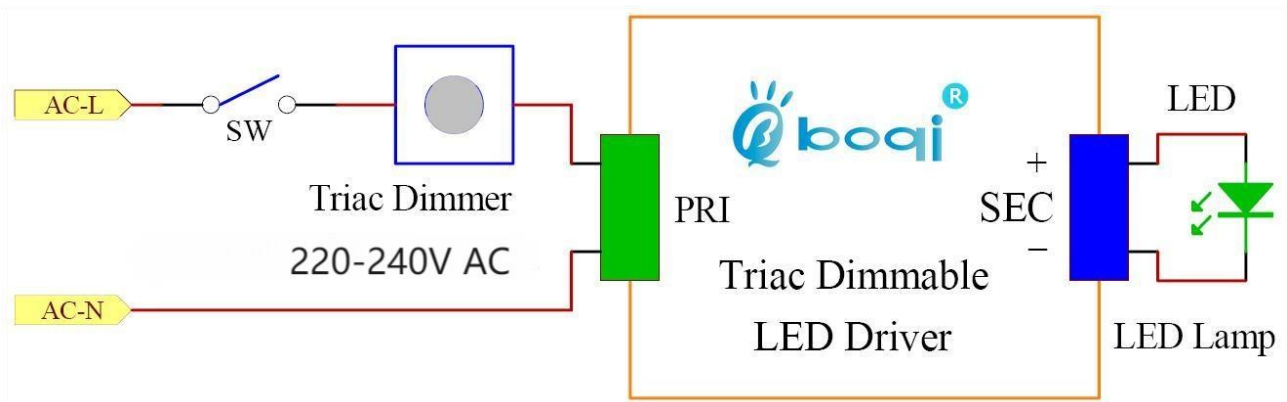 AC-L
SW
Triac Dimmer
220-240V AC
AC-N
PRI
boqi ®
+
SEC
−
Triac Dimmable
LED Driver
LED
LED Lamp